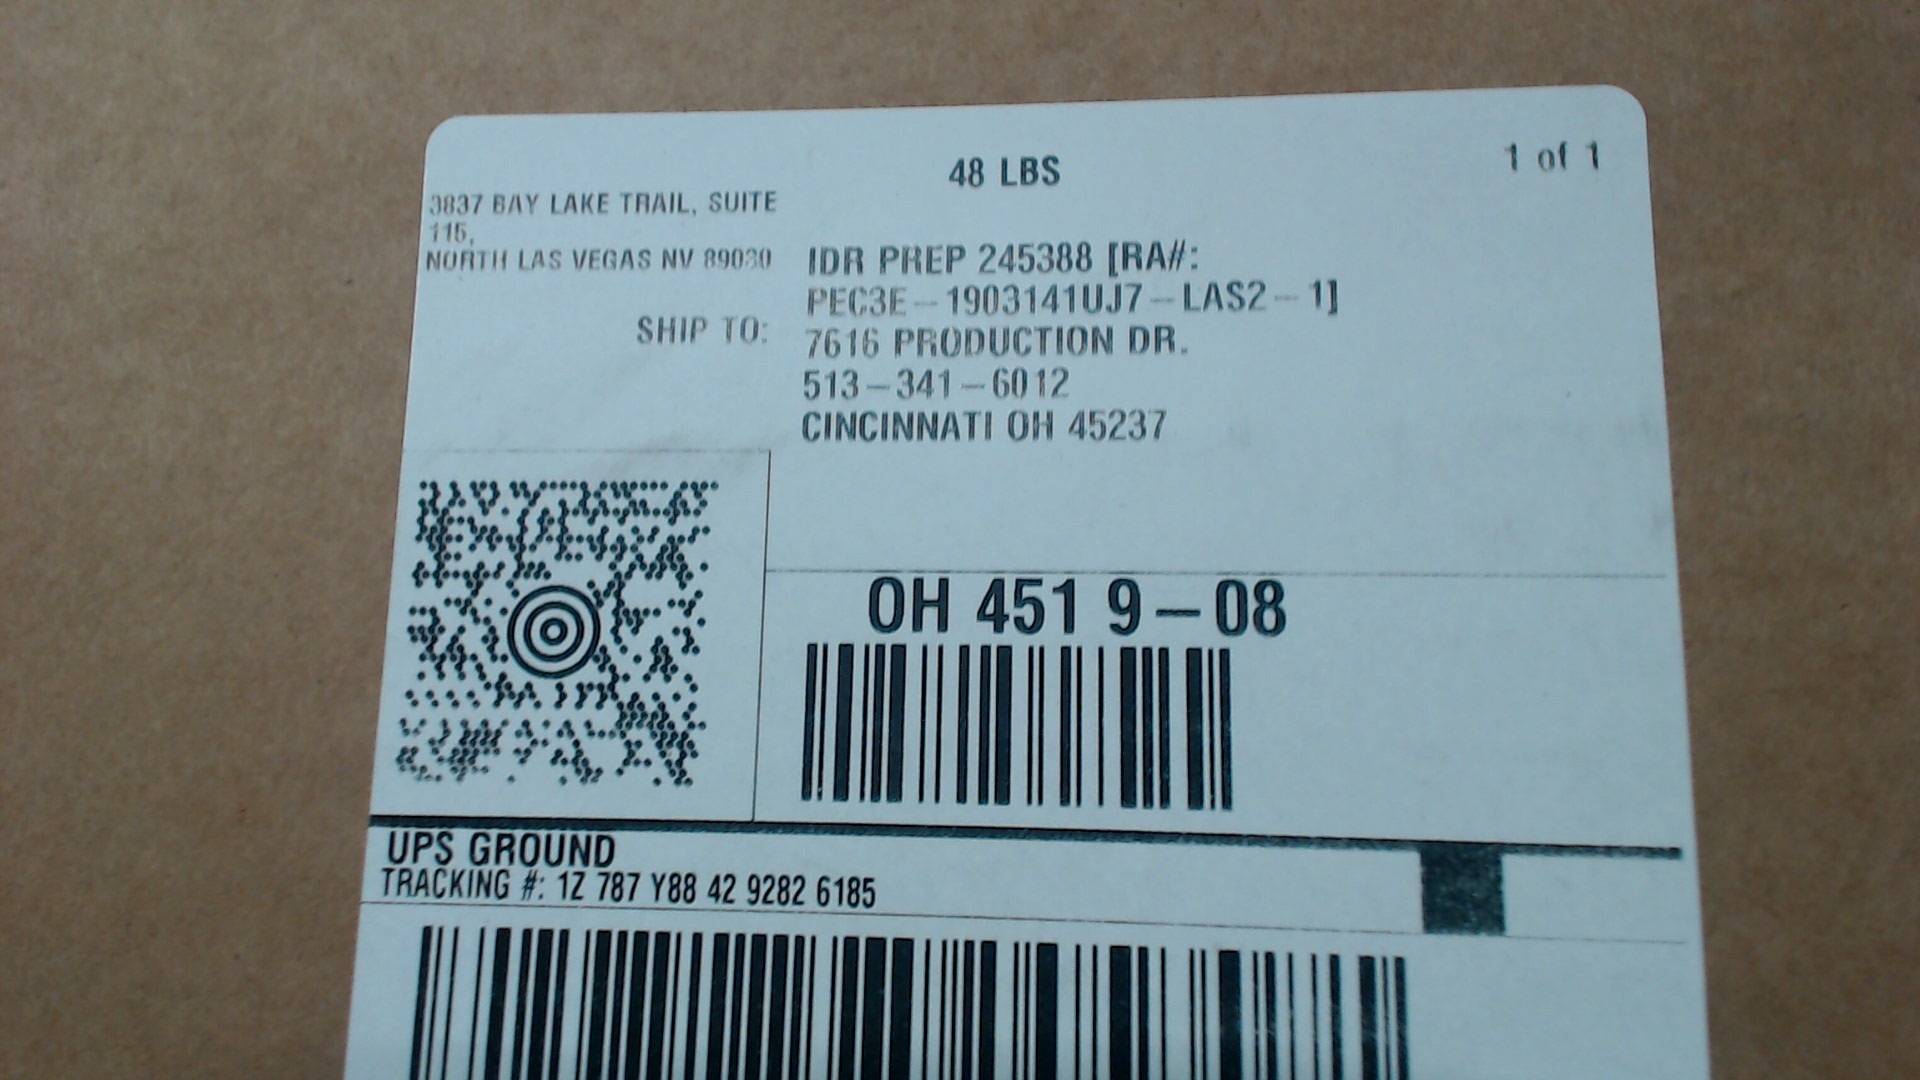 48 LBS
1 of 1
3837 BAY LAKE TRAIL, SUITE
115,
NORTH LAS VEGAS NV 89030
SHIP TO:
IDR PREP 245388 [RA#:
PEC3E-1903141UJ7-LAS2-1]
7616 PRODUCTION DR.
513-341-6012
CINCINNATI OH 45237
OH 451 9-08
UPS GROUND
TRACKING #: 1Z 787 Y88 42 9282 6185